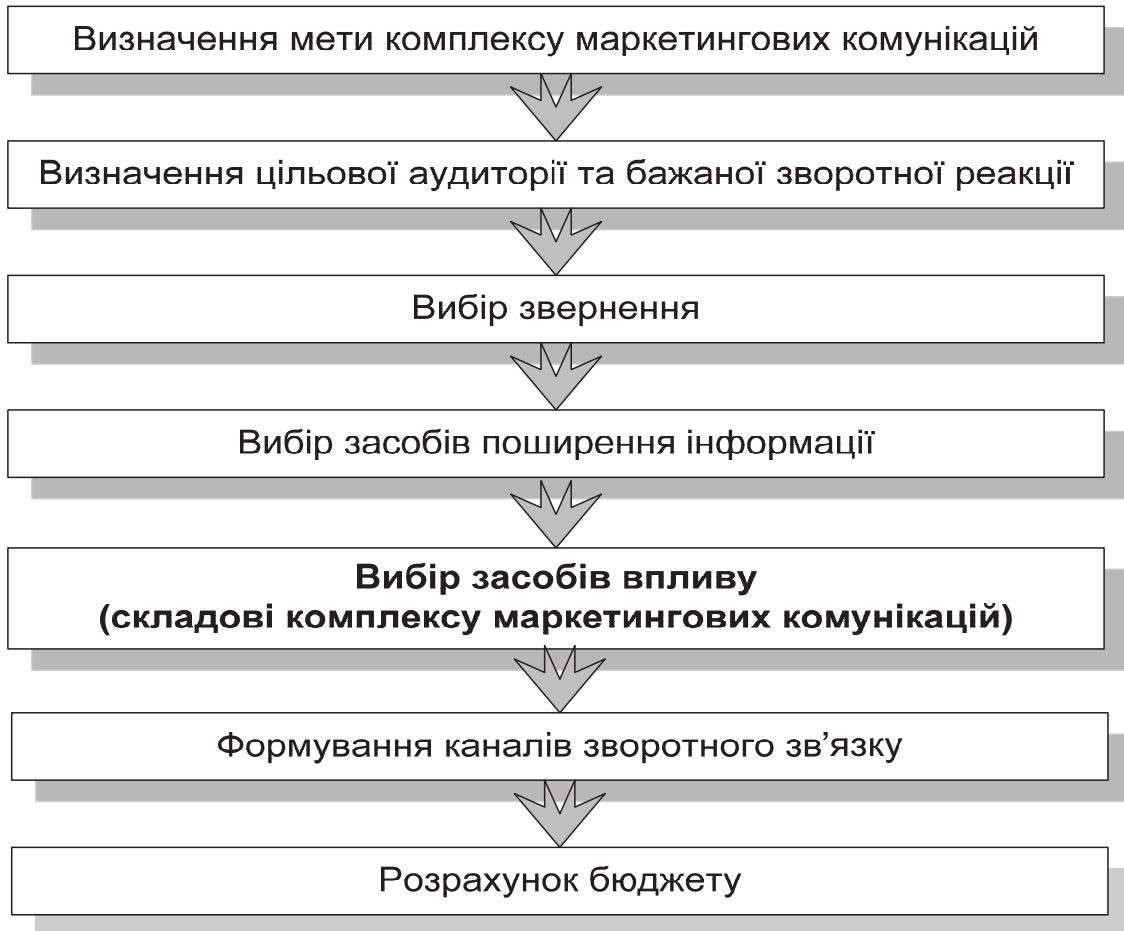 Визначення мети комплексу маркетингових комунікацій
Визначення цільової аудиторії та бажаної зворотної реакції
Вибір звернення
Вибір засобів поширення інформації
Вибір засобів впливу
(складові комплексу маркетингових комунікацій)
Формування каналів зворотного зв’язку
Розрахунок бюджету